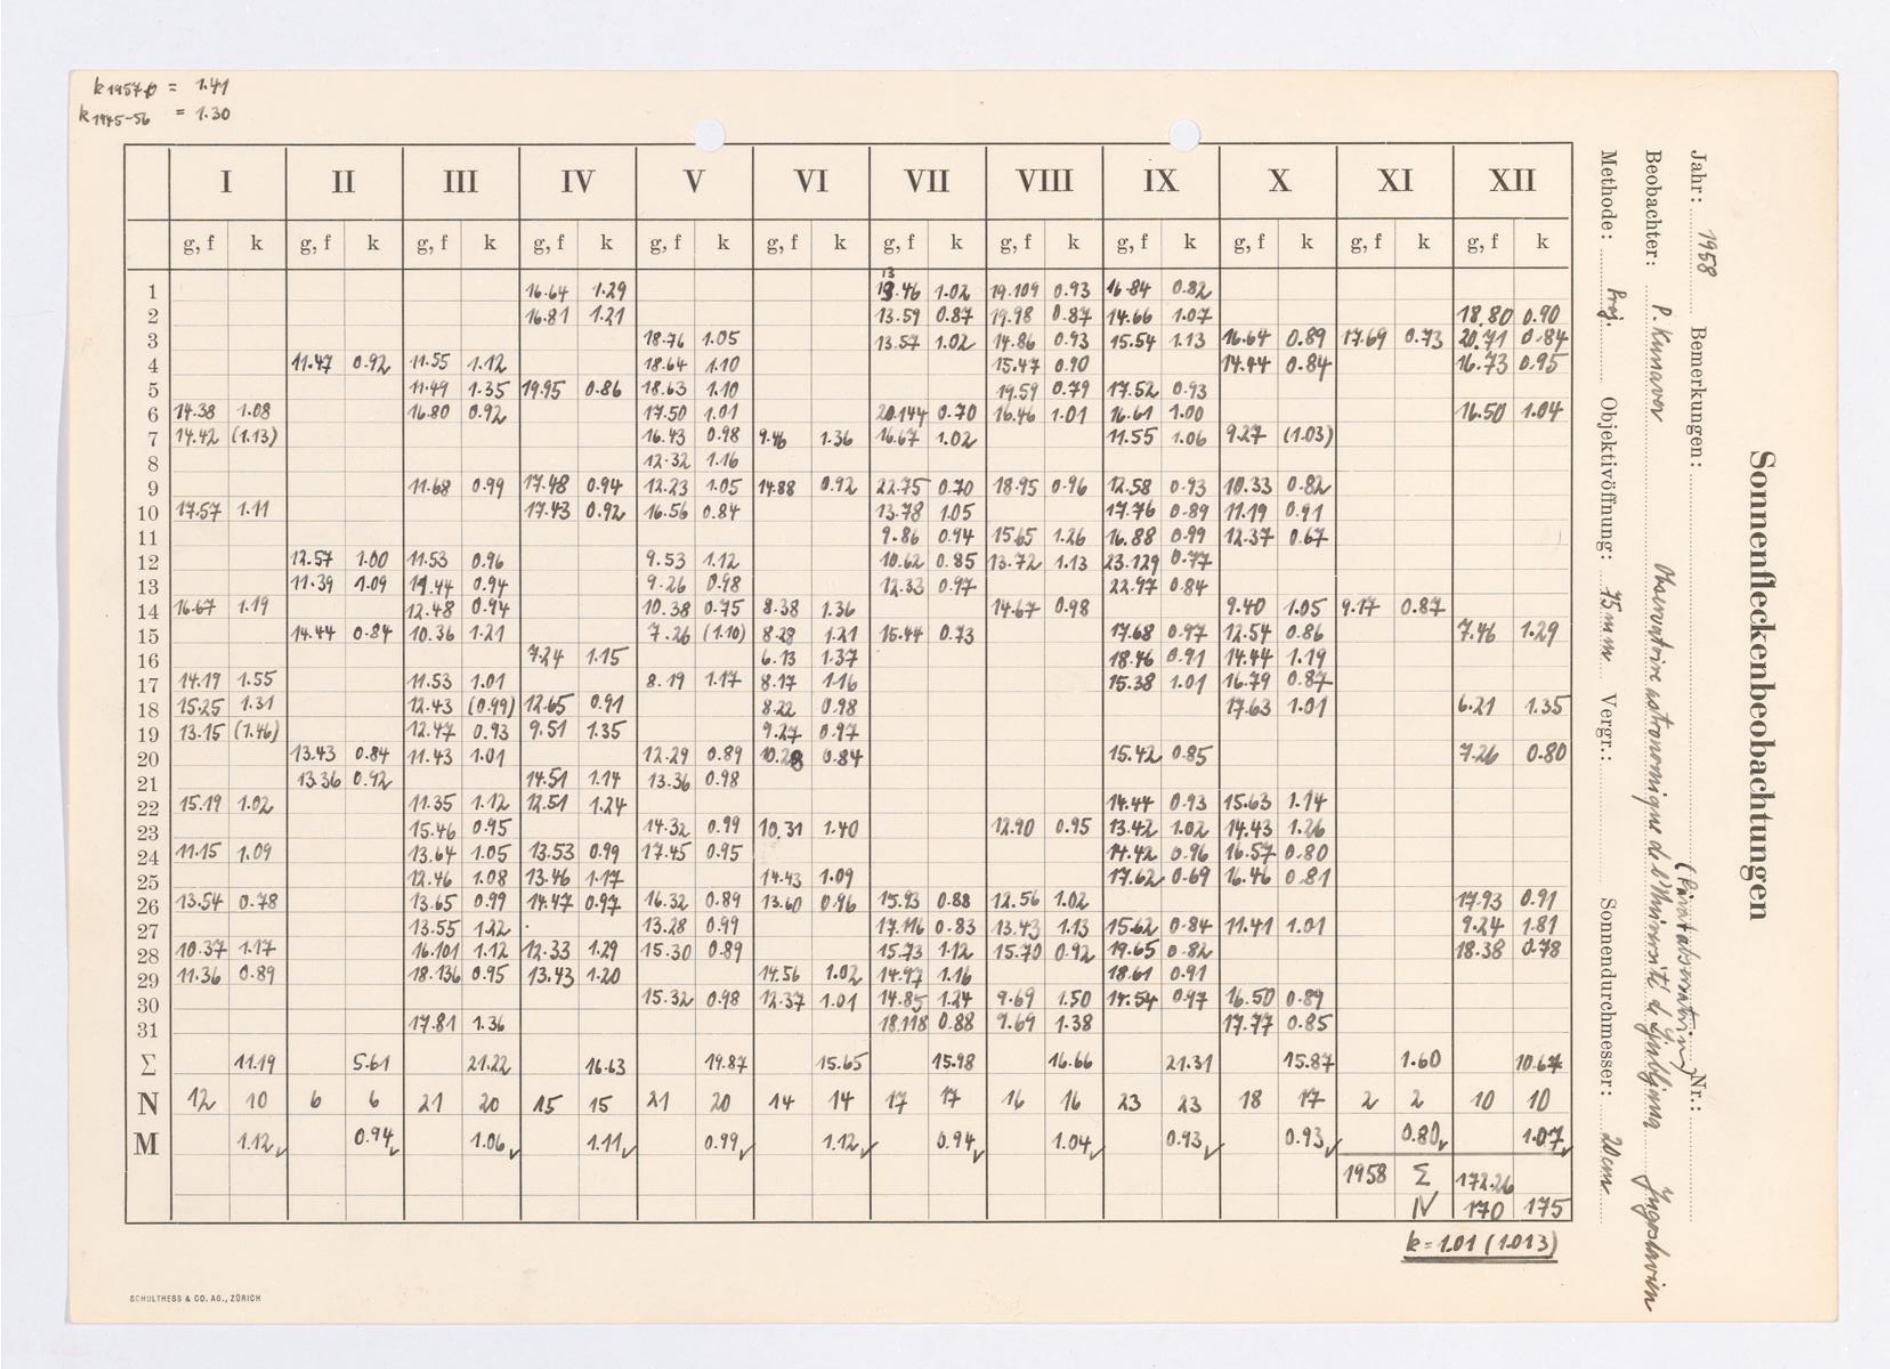 k 1957 = 1.41
k 1945-56 = 1.30
Sonnenfleckenbeobachtungen
Jahr: 1958 Bemerkungen: (Privatobservatorium) Nr.:
Beobachter: P. Kunaver Observatoire astronomique de l'Université de Ljubljana Jugoslavien
Methode: Proj. Objektivöffnung: 75mm Vergr.: Sonnendurchmesser: 20cm
I II III IV V VI VII VIII IX X XI XII
g, f k g, f k g, f k g, f k g, f k g, f k g, f k g, f k g, f k g, f k g, f k g, f k
1 16.64 1.29 13 46 1.02 19.109 0.93 16.84 0.82
2 16.81 1.21 13.59 0.87 19.98 0.87 14.66 1.07 18.80 0.90
3 18.76 1.05 13.57 1.02 14.86 0.93 15.54 1.13 16.64 0.89 17.69 0.73 20.71 0.84
4 11.47 0.92 11.55 1.12 18.64 1.10 15.47 0.90 14.44 0.84 16.73 0.95
5 11.49 1.35 19.95 0.86 18.63 1.10 19.59 0.79 17.52 0.93
6 14.38 1.08 16.80 0.92 17.50 1.01 20.144 0.70 16.46 1.01 16.61 1.00 16.50 1.04
7 14.42 (1.13) 16.43 0.98 9.46 1.36 16.67 1.02 11.55 1.06 9.27 (1.03)
8 12.32 1.16
9 11.68 0.99 17.48 0.94 12.23 1.05 14.88 0.92 22.75 0.70 18.95 0.96 12.58 0.93 10.33 0.82
10 17.57 1.11 17.43 0.92 16.56 0.84 13.78 1.05 17.76 0.89 11.19 0.91
11 9.86 0.94 15.65 1.26 16.88 0.99 12.37 0.67
12 12.57 1.00 11.53 0.96 9.53 1.12 10.62 0.85 13.72 1.13 23.129 0.77
13 11.39 1.09 14.44 0.94 9.26 0.98 12.33 0.97 22.97 0.84
14 16.67 1.19 12.48 0.94 10.38 0.75 8.38 1.36 14.67 0.98 9.40 1.05 9.17 0.87
15 14.44 0.84 10.36 1.21 7.26 (1.10) 8.28 1.21 15.44 0.73 17.68 0.97 12.54 0.86 7.46 1.29
16 7.24 1.15 6.13 1.37 18.46 0.91 14.44 1.19
17 14.19 1.55 11.53 1.01 8.19 1.17 8.17 1.16 15.38 1.01 16.79 0.87
18 15.25 1.31 12.43 (0.99) 12.65 0.91 8.22 0.98 17.63 1.01 6.21 1.35
19 13.15 (1.46) 12.47 0.93 9.51 1.35 9.27 0.97
20 13.43 0.84 11.43 1.01 12.29 0.89 10.28 0.84 15.42 0.85 7.26 0.80
21 13.36 0.92 14.51 1.14 13.36 0.98
22 15.19 1.02 11.35 1.12 12.51 1.24 14.44 0.93 15.63 1.14
23 15.46 0.95 14.32 0.99 10.31 1.40 12.90 0.95 13.42 1.02 14.43 1.26
24 11.15 1.09 13.64 1.05 13.53 0.99 17.45 0.95 14.42 0.96 16.57 0.80
25 12.46 1.08 13.46 1.17 14.43 1.09 17.62 0.69 16.46 0.81
26 13.54 0.78 13.65 0.99 14.47 0.97 16.32 0.89 13.60 0.96 15.93 0.88 12.56 1.02 17.93 0.91
27 13.55 1.22 13.28 0.99 17.116 0.83 13.43 1.13 15.62 0.84 11.41 1.01 9.24 1.81
28 10.37 1.17 16.101 1.12 12.33 1.29 15.30 0.89 15.73 1.12 15.70 0.92 19.65 0.82 18.38 0.78
29 11.36 0.89 18.136 0.95 13.43 1.20 14.56 1.02 14.97 1.16 18.61 0.91
30 15.32 0.98 12.37 1.01 14.85 1.24 9.69 1.50 14.54 0.97 16.50 0.89
31 17.81 1.36 18.118 0.88 9.69 1.38 17.77 0.85
Σ 11.19 5.61 21.22 16.63 19.87 15.65 15.98 16.66 21.31 15.87 1.60 10.67
N 12 10 6 6 21 20 15 15 21 20 14 14 17 17 16 16 23 23 18 17 2 2 10 10
M 1.12 0.94 1.06 1.11 0.99 1.12 0.94 1.04 0.93 0.93 0.80 1.07
1958 Σ 172.26
N 170 175
k = 1.01 (1.013)
SCHULTHESS & CO. AG., ZÜRICH